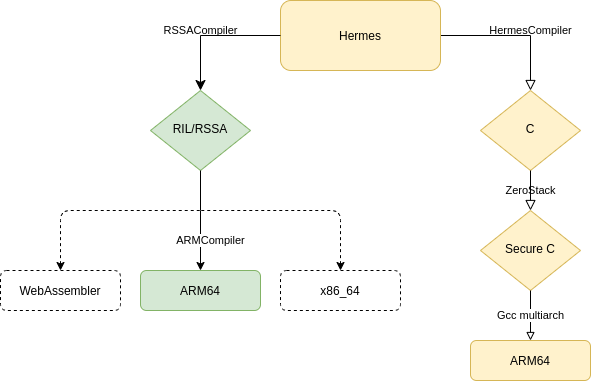 RSSACompiler
Hermes
HermesCompiler
RIL/RSSA
C
ZeroStack
ARMCompiler
Secure C
WebAssembler
ARM64
x86_64
Gcc multiarch
ARM64